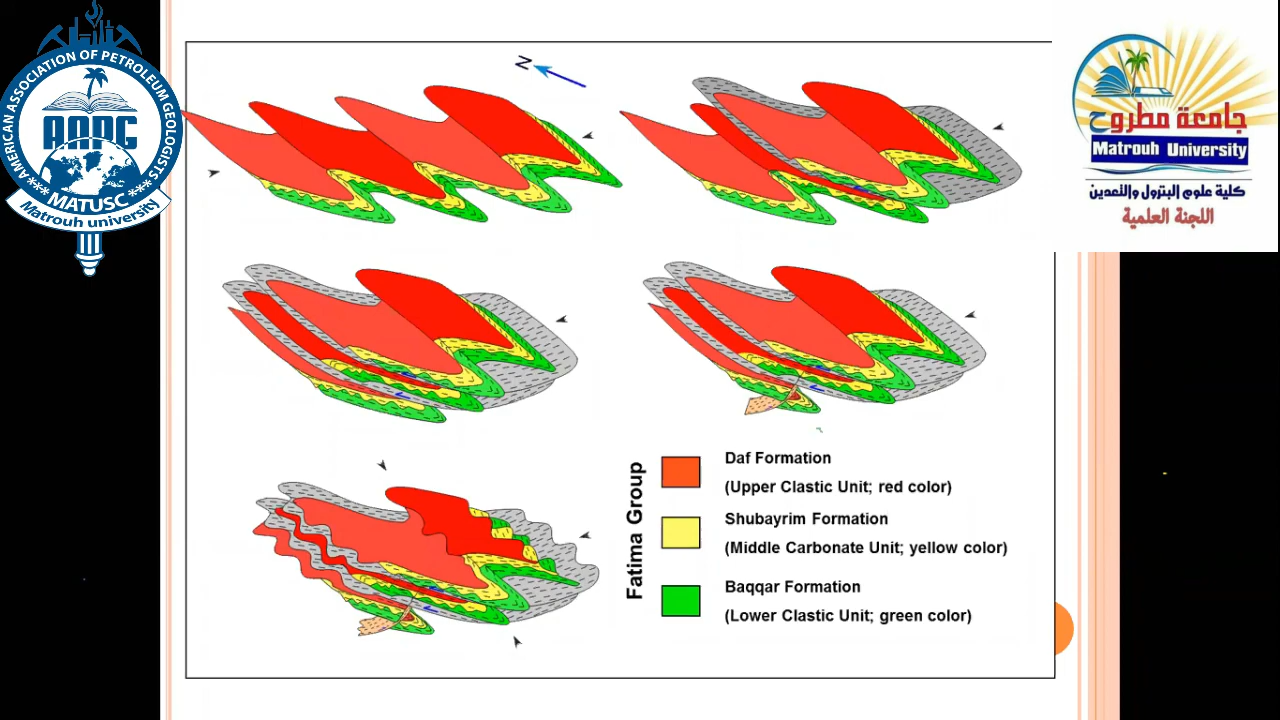 AMERICAN ASSOCIATION OF PETROLEUM GEOLOGISTS
AAPG
*** MATUSC ***
Matrouh university
N
جامعة مطروح
Matrouh University
كلية علوم البترول والتعدين
اللجنة العلمية
Fatima Group
Daf Formation
(Upper Clastic Unit; red color)
Shubayrim Formation
(Middle Carbonate Unit; yellow color)
Baqqar Formation
(Lower Clastic Unit; green color)